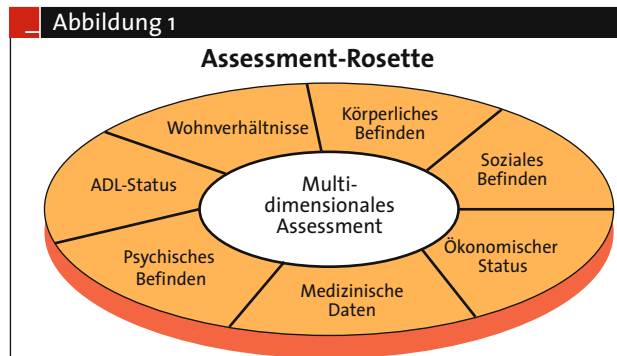 Abbildung 1
Assessment-Rosette
Wohnverhältnisse
Körperliches
Befinden
Soziales
Befinden
ADL-Status
Multi-
dimensionales
Assessment
Psychisches
Befinden
Medizinische
Daten
Ökonomischer
Status